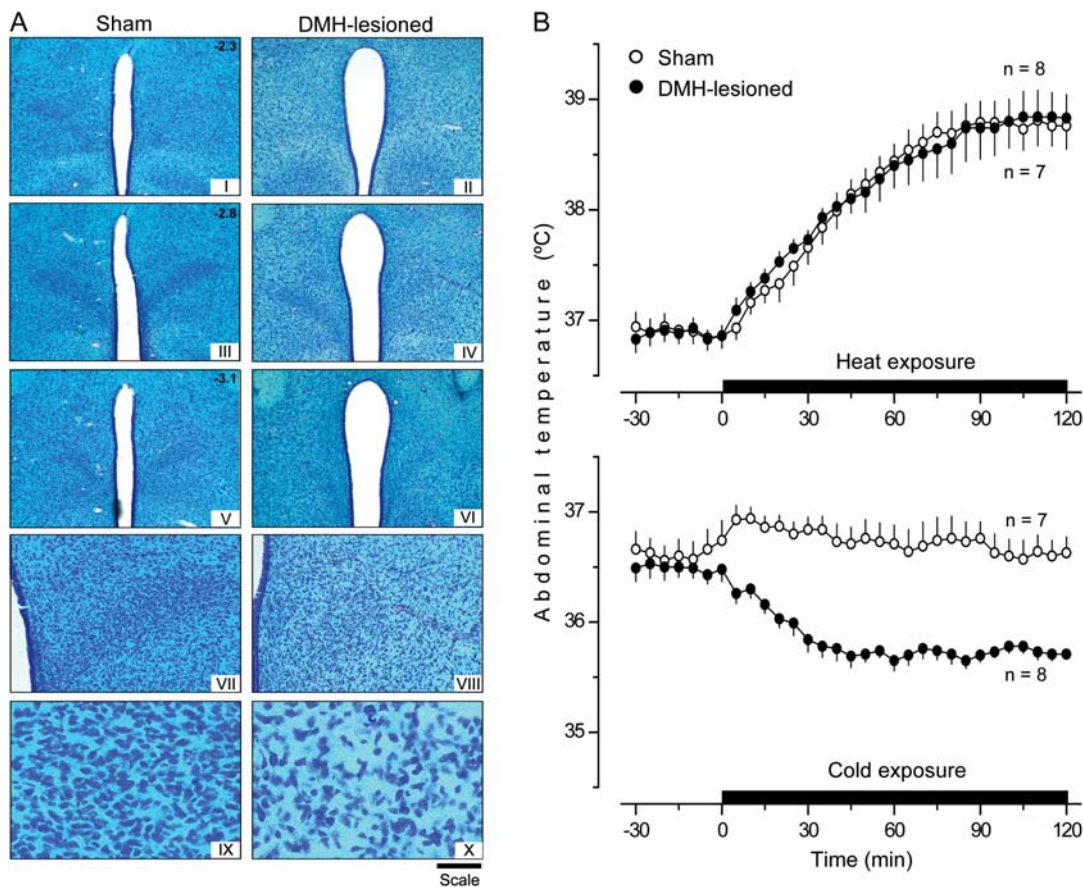 A
Sham
DMH-lesioned
-2.3
I
II
-2.8
III
IV
-3.1
V
VI
VII
VIII
IX
X
Scale
B
Abdominal temperature (ºC)
Sham
DMH-lesioned
n = 8
n = 7
39
38
37
Heat exposure
-30 0 30 60 90 120
37
36
35
n = 7
n = 8
Cold exposure
-30 0 30 60 90 120
Time (min)